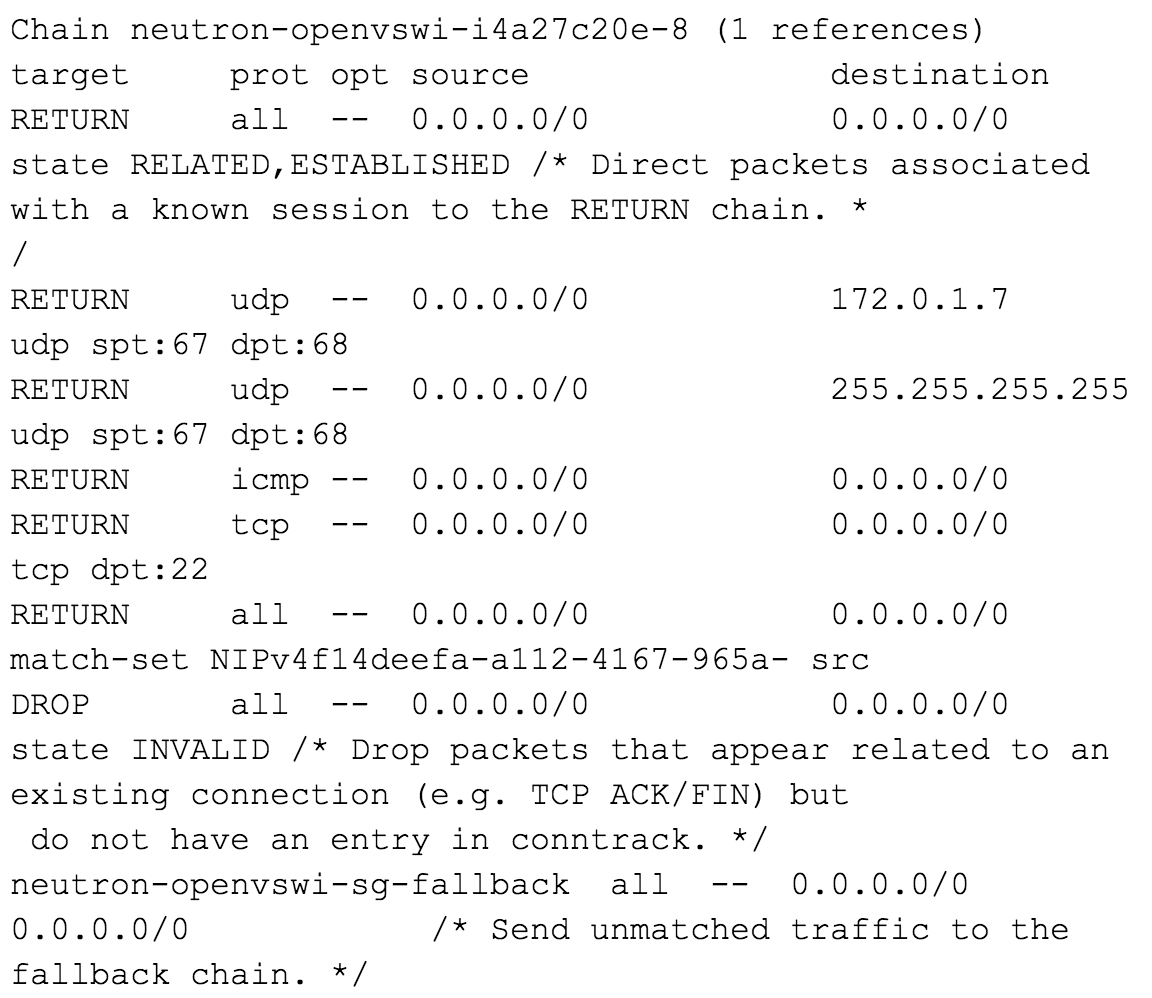 Chain neutron-openvswi-i4a27c20e-8 (1 references)
target     prot opt source               destination
RETURN     all  --  0.0.0.0/0            0.0.0.0/0
state RELATED,ESTABLISHED /* Direct packets associated
with a known session to the RETURN chain. *
/
RETURN     udp  --  0.0.0.0/0            172.0.1.7
udp spt:67 dpt:68
RETURN     udp  --  0.0.0.0/0            255.255.255.255
udp spt:67 dpt:68
RETURN     icmp --  0.0.0.0/0            0.0.0.0/0
RETURN     tcp  --  0.0.0.0/0            0.0.0.0/0
tcp dpt:22
RETURN     all  --  0.0.0.0/0            0.0.0.0/0
match-set NIPv4f14deefa-a112-4167-965a- src
DROP       all  --  0.0.0.0/0            0.0.0.0/0
state INVALID /* Drop packets that appear related to an
existing connection (e.g. TCP ACK/FIN) but
 do not have an entry in conntrack. */
neutron-openvswi-sg-fallback  all  --  0.0.0.0/0
0.0.0.0/0            /* Send unmatched traffic to the
fallback chain. */